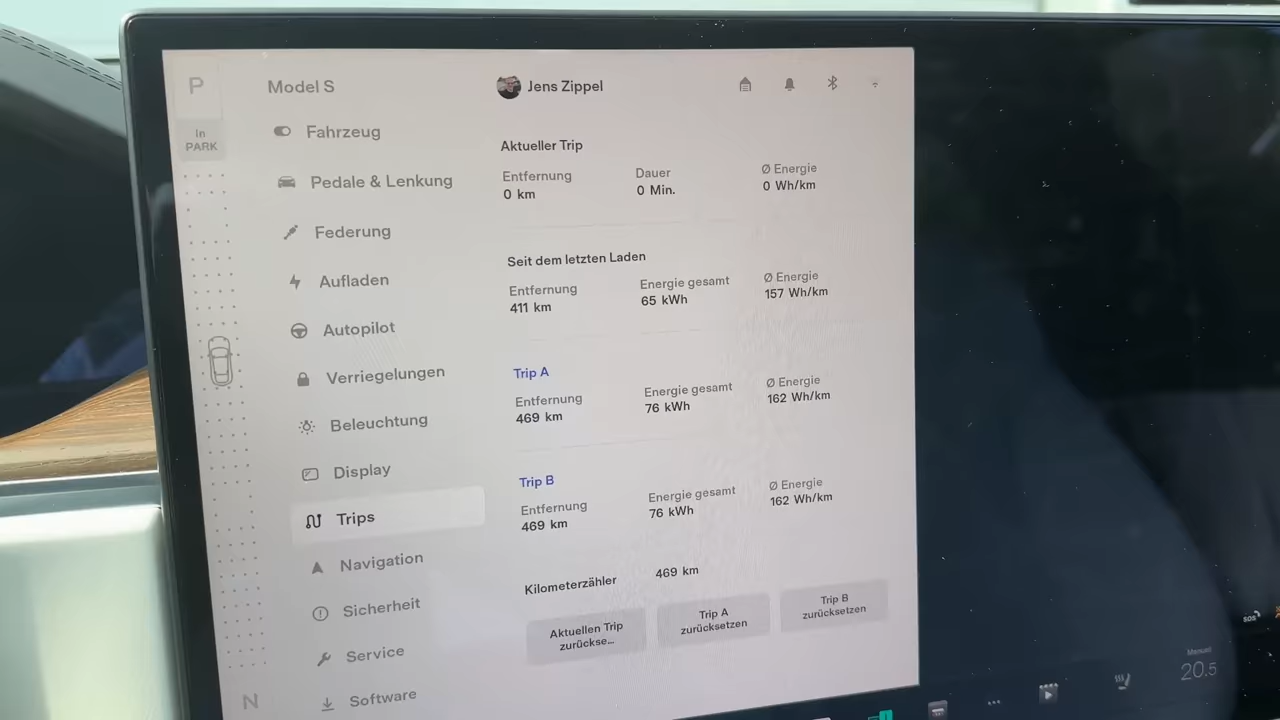 P
In
PARK
N
Model S
Jens Zippel
Fahrzeug
Pedale & Lenkung
Federung
Aufladen
Autopilot
Verriegelungen
Beleuchtung
Display
Trips
Navigation
Sicherheit
Service
Software
Aktueller Trip
Entfernung Dauer Ø Energie
0 km 0 Min. 0 Wh/km
Seit dem letzten Laden
Entfernung Energie gesamt Ø Energie
411 km 65 kWh 157 Wh/km
Trip A
Entfernung Energie gesamt Ø Energie
469 km 76 kWh 162 Wh/km
Trip B
Entfernung Energie gesamt Ø Energie
469 km 76 kWh 162 Wh/km
Kilometerzähler 469 km
Aktuellen Trip
zurückse...
Trip A
zurücksetzen
Trip B
zurücksetzen
sos
Manuell
20.5